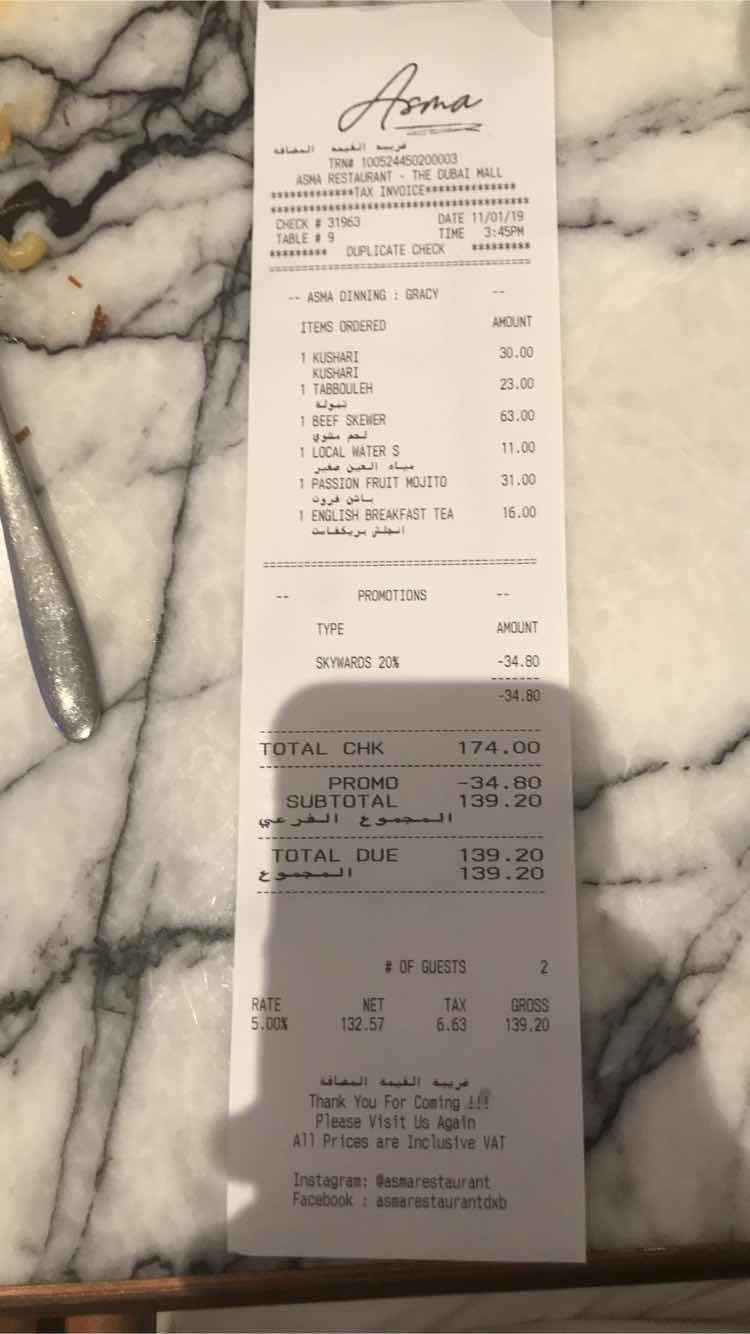 Asma
ضريبة القيمة المضافة
TRN# 100524450200003
ASMA RESTAURANT - THE DUBAI MALL
*************TAX INVOICE**************
CHECK # 31963 DATE 11/01/19
TABLE # 9 TIME 3:45PM
********* DUPLICATE CHECK *********
-- ASMA DINNING : GRACY --
ITEMS ORDERED AMOUNT
1 KUSHARI 30.00
KUSHARI
1 TABBOULEH 23.00
تبولة
1 BEEF SKEWER 63.00
لحم مشوي
1 LOCAL WATER S 11.00
مياه العين صغير
1 PASSION FRUIT MOJITO 31.00
باشن فروت
1 ENGLISH BREAKFAST TEA 16.00
انجلش بريكفاست
-- PROMOTIONS --
TYPE AMOUNT
SKYWARDS 20% -34.80
-34.80
TOTAL CHK 174.00
PROMO -34.80
SUBTOTAL 139.20
المجموع الفرعي
TOTAL DUE 139.20
المجموع 139.20
# OF GUESTS 2
RATE NET TAX GROSS
5.00% 132.57 6.63 139.20
ضريبة القيمة المضافة
Thank You For Coming !!!
Please Visit Us Again
All Prices are Inclusive VAT
Instagram: @asmarestaurant
Facebook : asmarestaurantdxb